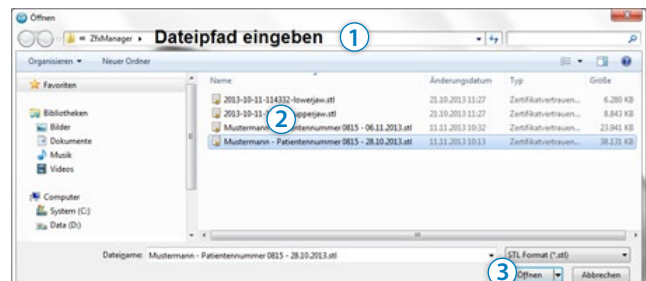 Öffnen
« ZfxManager ▸ Dateipfad eingeben 1
Organisieren Neuer Ordner
Favoriten
Bibliotheken
Bilder
Dokumente
Musik
Videos
Computer
System (C:)
Data (D:)
Name Änderungsdatum Typ Größe
2013-10-11-114332-lowerjaw.stl 21.10.2013 11:27 Zertifikatvertrauen... 6.280 KB
2013-10-11- pperjaw.stl 21.10.2013 11:27 Zertifikatvertrauen... 8.843 KB
2
Mustermann - Patientennummer 0815 - 06.11.2013.stl 11.11.2013 10:32 Zertifikatvertrauen... 23.941 KB
Mustermann - Patientennummer 0815 - 28.10.2013.stl 11.11.2013 10:13 Zertifikatvertrauen... 38.131 KB
Dateiname: Mustermann - Patientennummer 0815 - 28.10.2013.stl STL Format (*.stl)
3 Öffnen Abbrechen